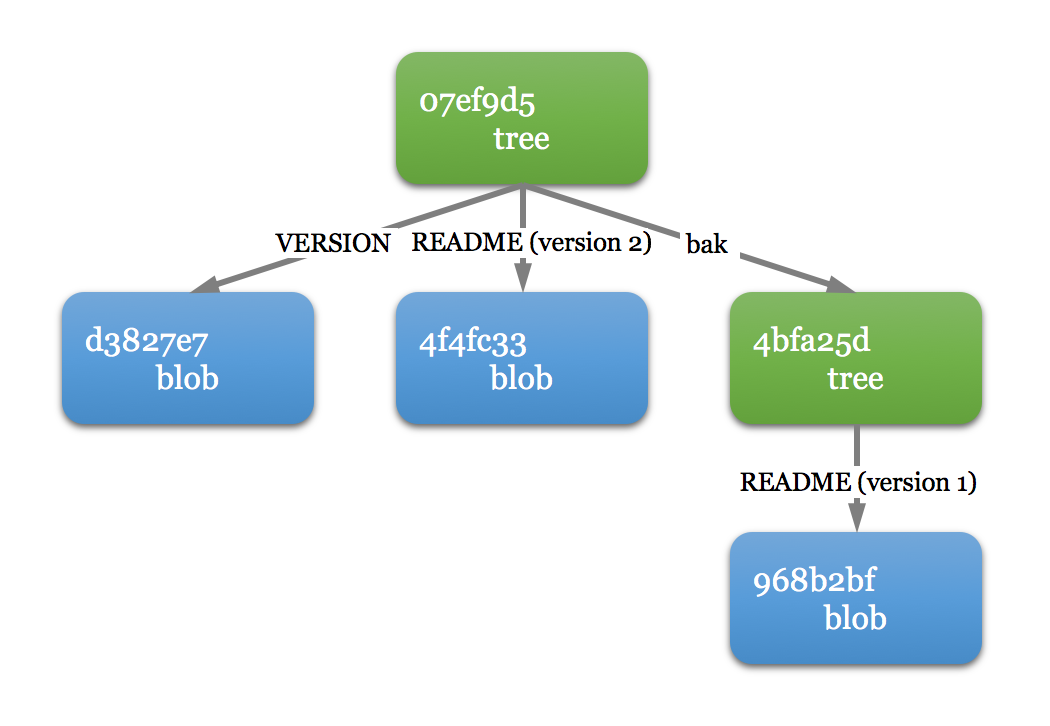 07ef9d5
tree
VERSION
README (version 2)
bak
d3827e7
blob
4f4fc33
blob
4bfa25d
tree
README (version 1)
968b2bf
blob